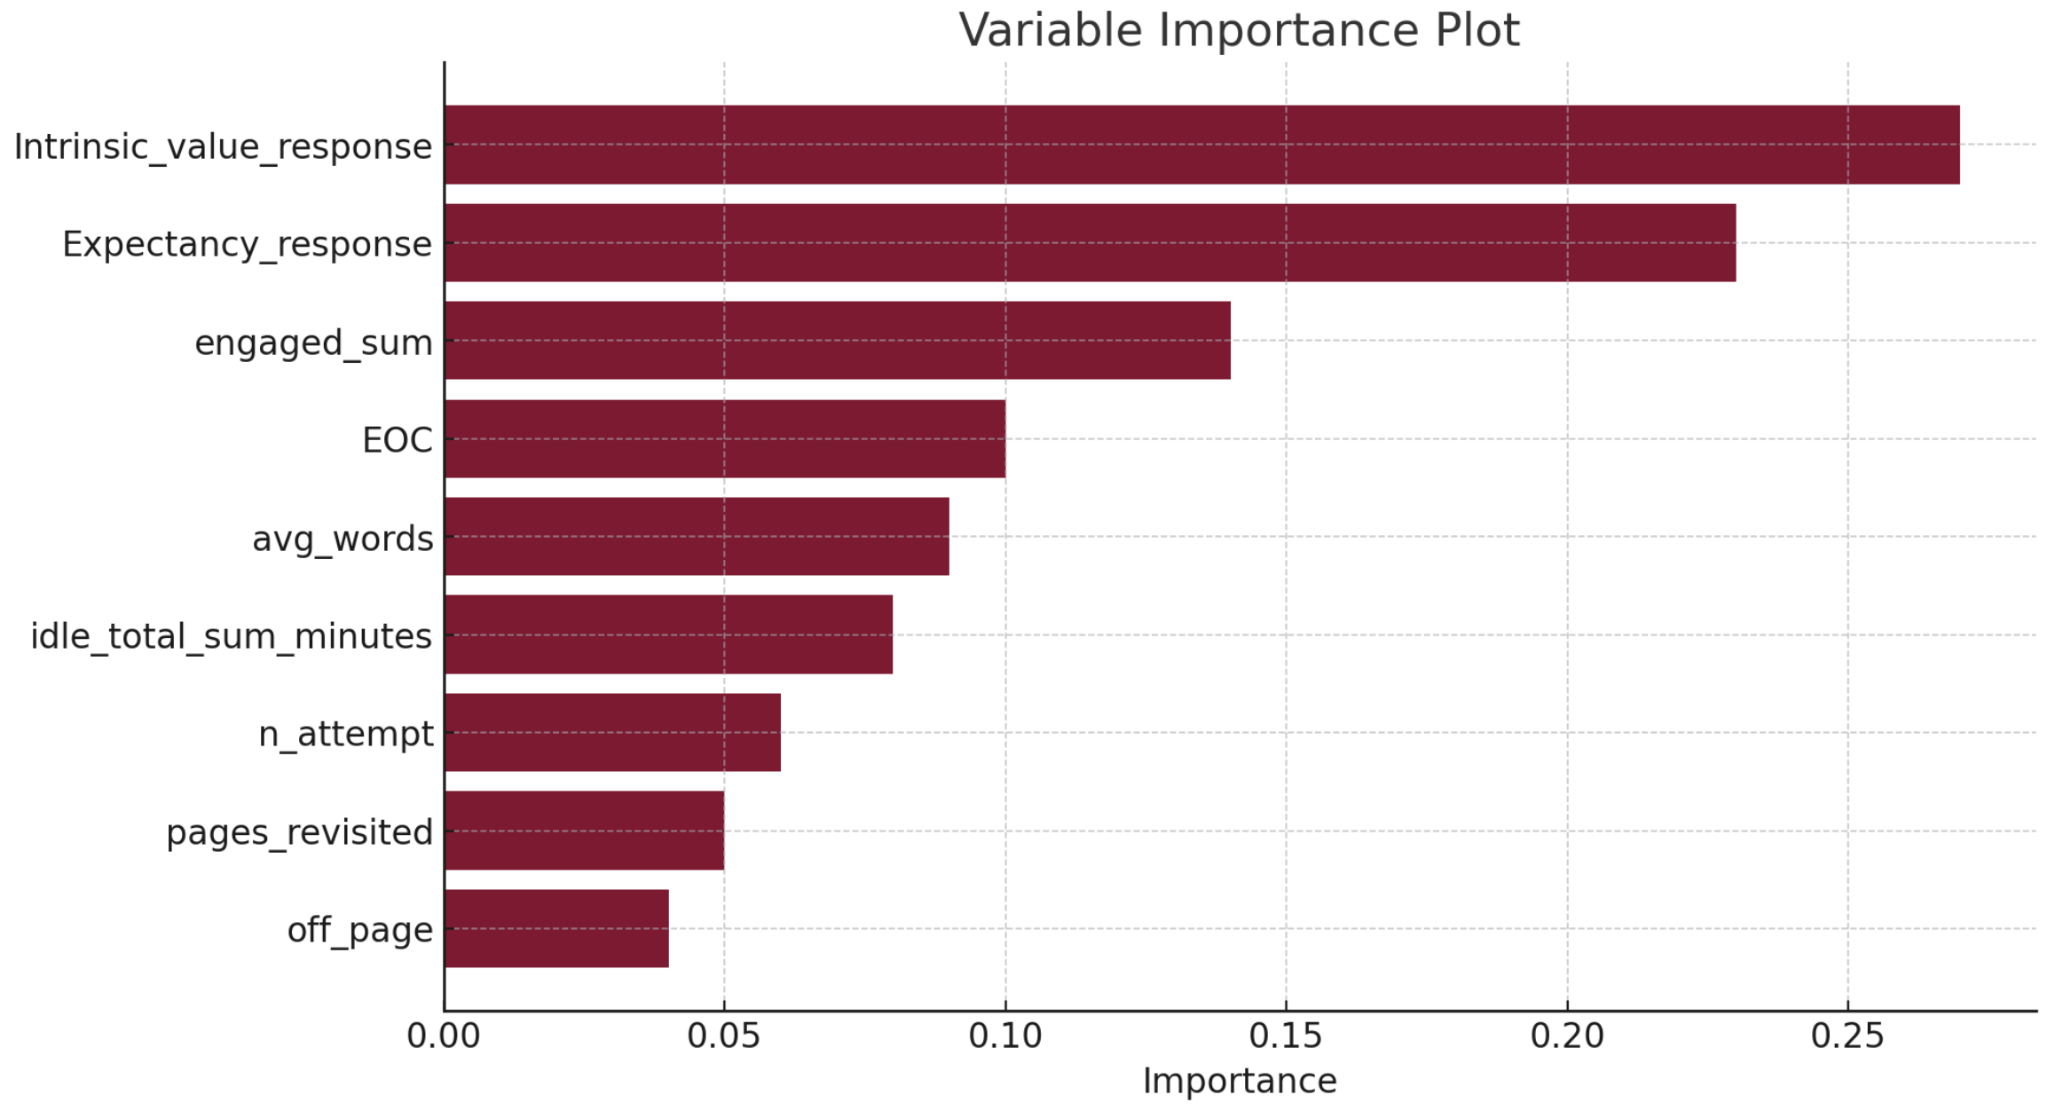 Variable Importance Plot
Intrinsic_value_response
Expectancy_response
engaged_sum
EOC
avg_words
idle_total_sum_minutes
n_attempt
pages_revisited
off_page
0.00 0.05 0.10 0.15 0.20 0.25
Importance